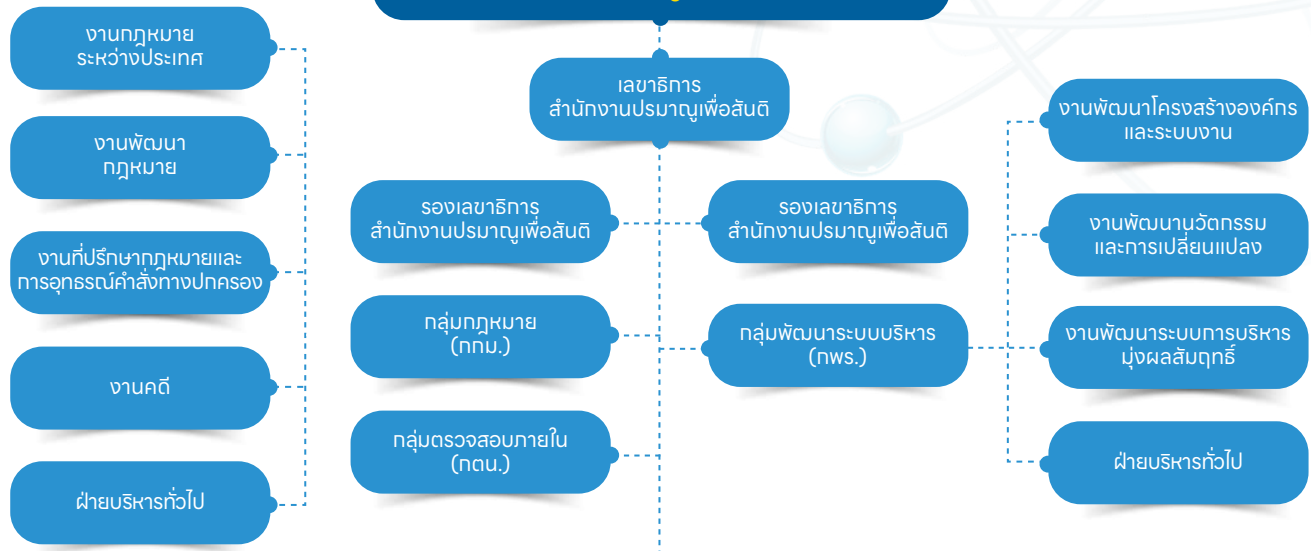 งานกฎหมาย
ระหว่างประเทศ
งานพัฒนา
กฎหมาย
งานที่ปรึกษากฎหมายและ
การอุทธรณ์คำสั่งทางปกครอง
งานคดี
ฝ่ายบริหารทั่วไป
เลขาธิการ
สำนักงานปรมาณูเพื่อสันติ
รองเลขาธิการ
สำนักงานปรมาณูเพื่อสันติ
รองเลขาธิการ
สำนักงานปรมาณูเพื่อสันติ
กลุ่มกฎหมาย
(กกม.)
กลุ่มพัฒนาระบบบริหาร
(กพร.)
กลุ่มตรวจสอบภายใน
(กตน.)
งานพัฒนาโครงสร้างองค์กร
และระบบงาน
งานพัฒนานวัตกรรม
และการเปลี่ยนแปลง
งานพัฒนาระบบการบริหาร
มุ่งผลสัมฤทธิ์
ฝ่ายบริหารทั่วไป